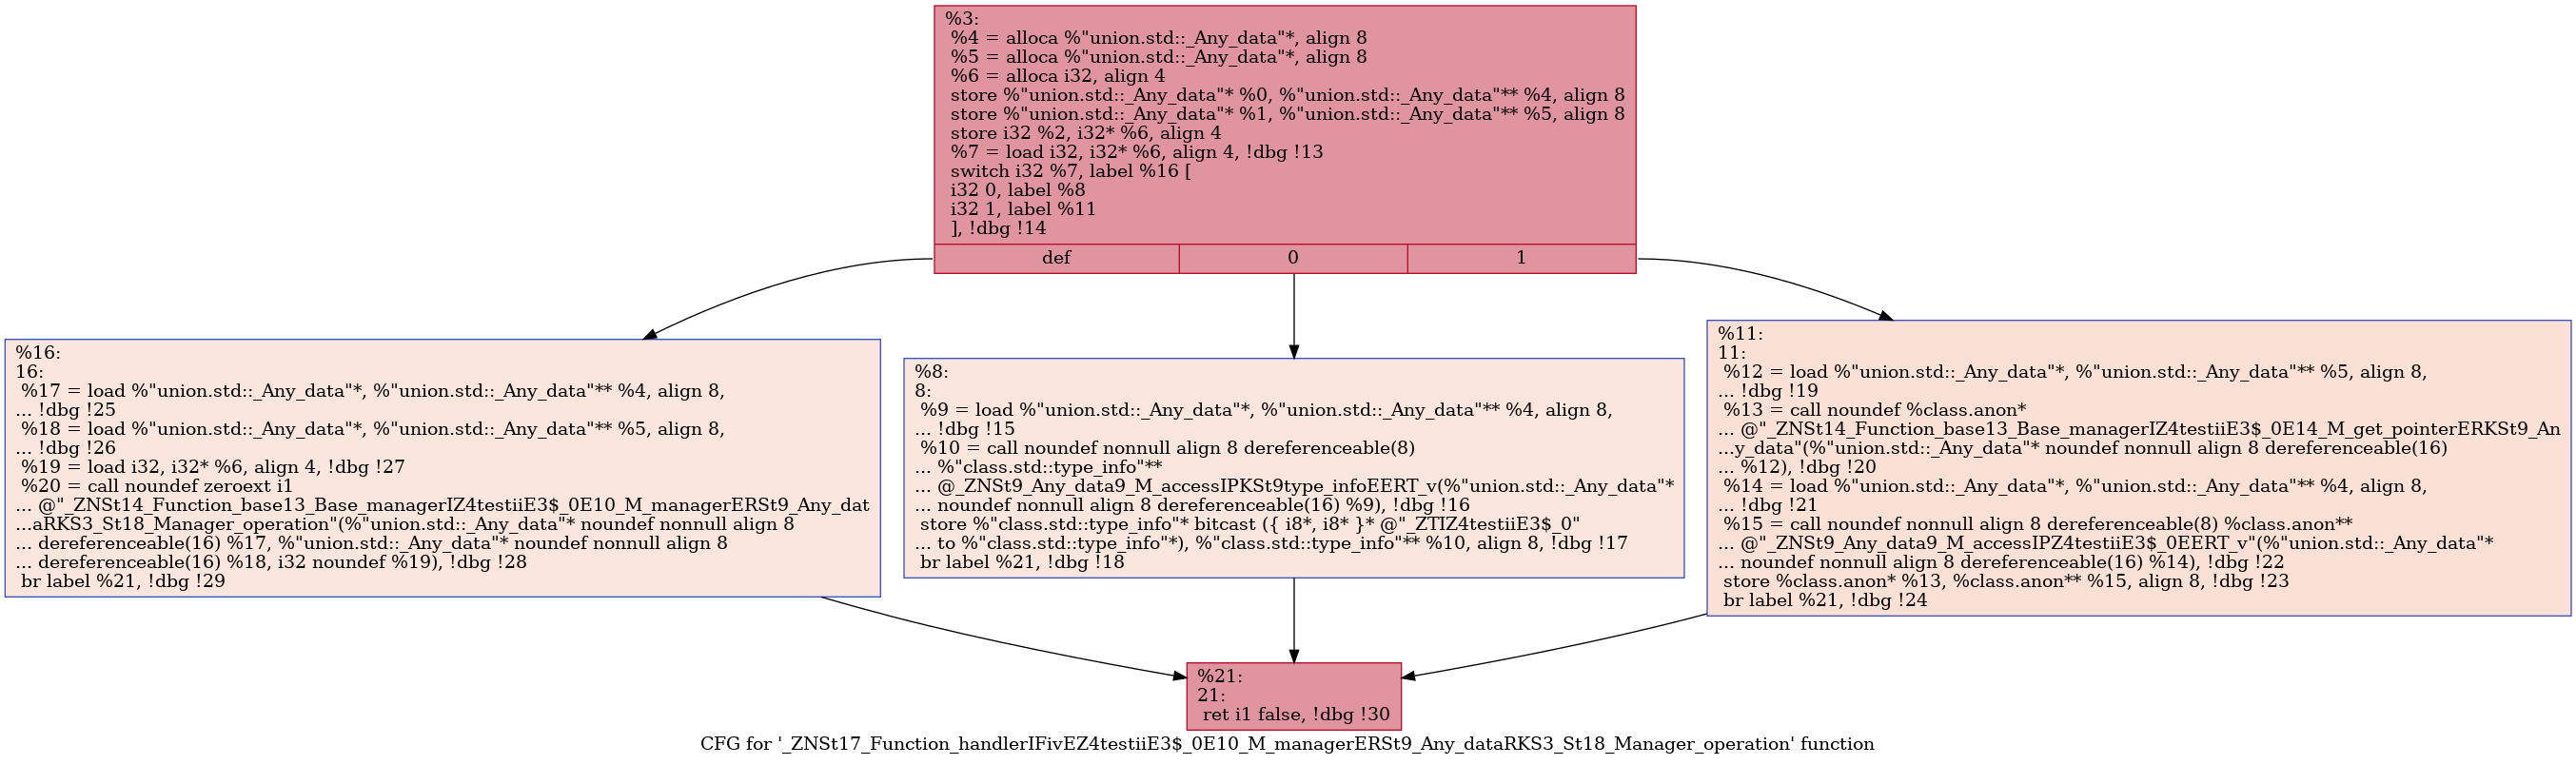 %3:
%4 = alloca %"union.std::_Any_data"*, align 8
%5 = alloca %"union.std::_Any_data"*, align 8
%6 = alloca i32, align 4
store %"union.std::_Any_data"* %0, %"union.std::_Any_data"** %4, align 8
store %"union.std::_Any_data"* %1, %"union.std::_Any_data"** %5, align 8
store i32 %2, i32* %6, align 4
%7 = load i32, i32* %6, align 4, !dbg !13
switch i32 %7, label %16 [
i32 0, label %8
i32 1, label %11
], !dbg !14
def
0
1
%16:
16:
%17 = load %"union.std::_Any_data"*, %"union.std::_Any_data"** %4, align 8,
... !dbg !25
%18 = load %"union.std::_Any_data"*, %"union.std::_Any_data"** %5, align 8,
... !dbg !26
%19 = load i32, i32* %6, align 4, !dbg !27
%20 = call noundef zeroext i1
... @"_ZNSt14_Function_base13_Base_managerIZ4testiiE3$_0E10_M_managerERSt9_Any_dat
...aRKS3_St18_Manager_operation"(%"union.std::_Any_data"* noundef nonnull align 8
... dereferenceable(16) %17, %"union.std::_Any_data"* noundef nonnull align 8
... dereferenceable(16) %18, i32 noundef %19), !dbg !28
br label %21, !dbg !29
%8:
8:
%9 = load %"union.std::_Any_data"*, %"union.std::_Any_data"** %4, align 8,
... !dbg !15
%10 = call noundef nonnull align 8 dereferenceable(8)
... %"class.std::type_info"**
... @_ZNSt9_Any_data9_M_accessIPKSt9type_infoEERT_v(%"union.std::_Any_data"*
... noundef nonnull align 8 dereferenceable(16) %9), !dbg !16
store %"class.std::type_info"* bitcast ({ i8*, i8* }* @"_ZTIZ4testiiE3$_0"
... to %"class.std::type_info"*), %"class.std::type_info"** %10, align 8, !dbg !17
br label %21, !dbg !18
%11:
11:
%12 = load %"union.std::_Any_data"*, %"union.std::_Any_data"** %5, align 8,
... !dbg !19
%13 = call noundef %class.anon*
... @"_ZNSt14_Function_base13_Base_managerIZ4testiiE3$_0E14_M_get_pointerERKSt9_An
...y_data"(%"union.std::_Any_data"* noundef nonnull align 8 dereferenceable(16)
... %12), !dbg !20
%14 = load %"union.std::_Any_data"*, %"union.std::_Any_data"** %4, align 8,
... !dbg !21
%15 = call noundef nonnull align 8 dereferenceable(8) %class.anon**
... @"_ZNSt9_Any_data9_M_accessIPZ4testiiE3$_0EERT_v"(%"union.std::_Any_data"*
... noundef nonnull align 8 dereferenceable(16) %14), !dbg !22
store %class.anon* %13, %class.anon** %15, align 8, !dbg !23
br label %21, !dbg !24
%21:
21:
ret i1 false, !dbg !30
CFG for '_ZNSt17_Function_handlerIFivEZ4testiiE3$_0E10_M_managerERSt9_Any_dataRKS3_St18_Manager_operation' function